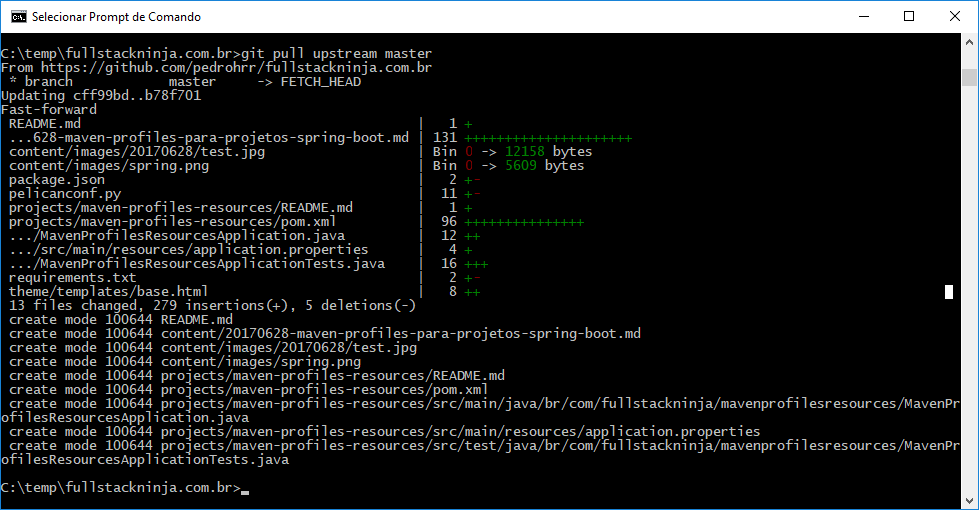 Selecionar Prompt de Comando
C:\temp\fullstackninja.com.br>git pull upstream master
From https://github.com/pedrohrr/fullstackninja.com.br
 * branch            master     -> FETCH_HEAD
Updating cff99bd..b78f701
Fast-forward
 README.md                                          |   1 +
 ...628-maven-profiles-para-projetos-spring-boot.md | 131 +++++++++++++++++++++
 content/images/20170628/test.jpg                   | Bin 0 -> 12158 bytes
 content/images/spring.png                          | Bin 0 -> 5609 bytes
 package.json                                       |   2 +-
 pelicanconf.py                                     |  11 +-
 projects/maven-profiles-resources/README.md        |   1 +
 projects/maven-profiles-resources/pom.xml          |  96 +++++++++++++++
 .../MavenProfilesResourcesApplication.java         |  12 ++
 .../src/main/resources/application.properties      |   4 +
 .../MavenProfilesResourcesApplicationTests.java    |  16 +++
 requirements.txt                                   |   2 +-
 theme/templates/base.html                          |   8 ++
 13 files changed, 279 insertions(+), 5 deletions(-)
 create mode 100644 README.md
 create mode 100644 content/20170628-maven-profiles-para-projetos-spring-boot.md
 create mode 100644 content/images/20170628/test.jpg
 create mode 100644 content/images/spring.png
 create mode 100644 projects/maven-profiles-resources/README.md
 create mode 100644 projects/maven-profiles-resources/pom.xml
 create mode 100644 projects/maven-profiles-resources/src/main/java/br/com/fullstackninja/mavenprofilesresources/MavenPr
ofilesResourcesApplication.java
 create mode 100644 projects/maven-profiles-resources/src/main/resources/application.properties
 create mode 100644 projects/maven-profiles-resources/src/test/java/br/com/fullstackninja/mavenprofilesresources/MavenPr
ofilesResourcesApplicationTests.java
C:\temp\fullstackninja.com.br>